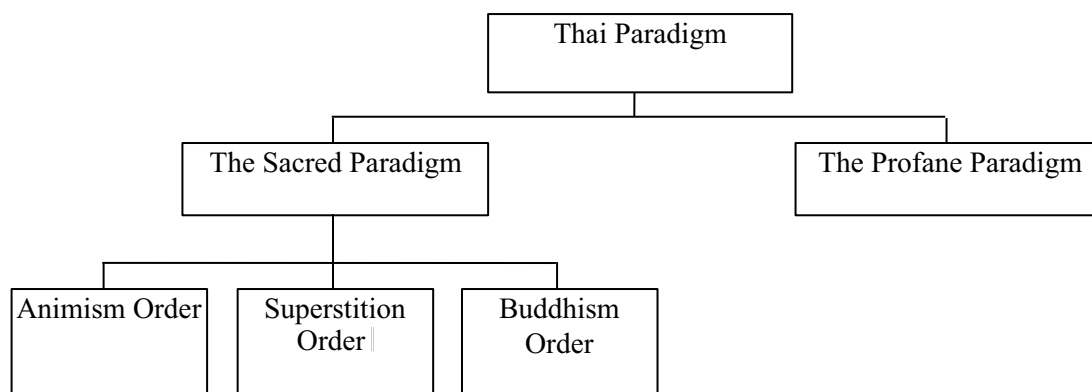 Thai Paradigm
The Sacred Paradigm
The Profane Paradigm
Animism Order
Superstition
Order
Buddhism
Order